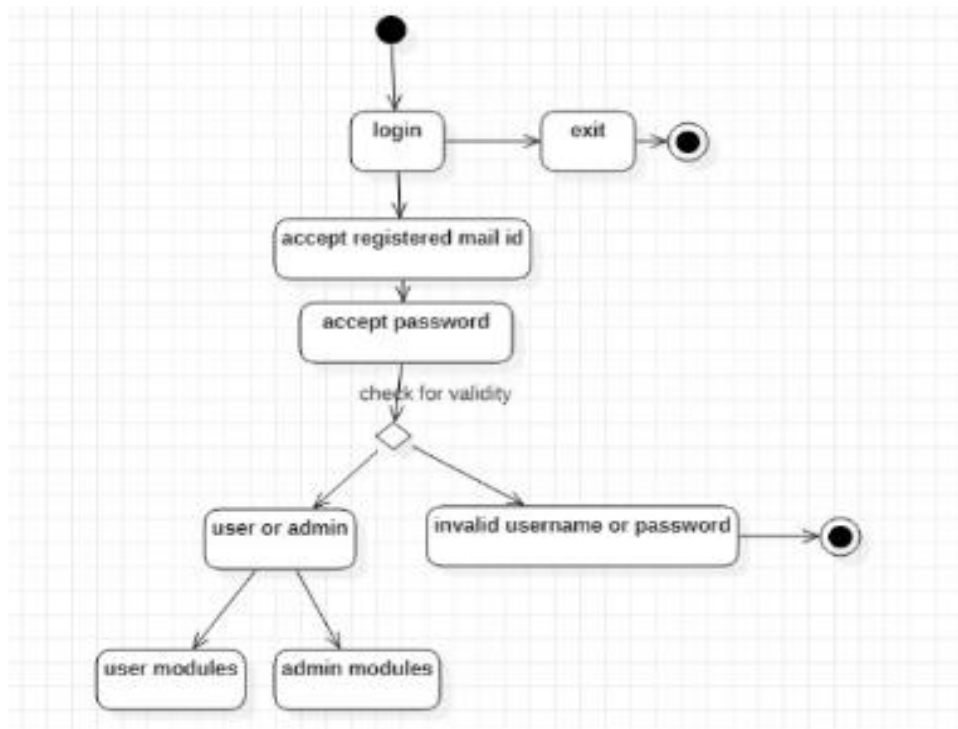 login
exit
accept registered mail id
accept password
check for validity
user or admin
invalid username or password
user modules
admin modules